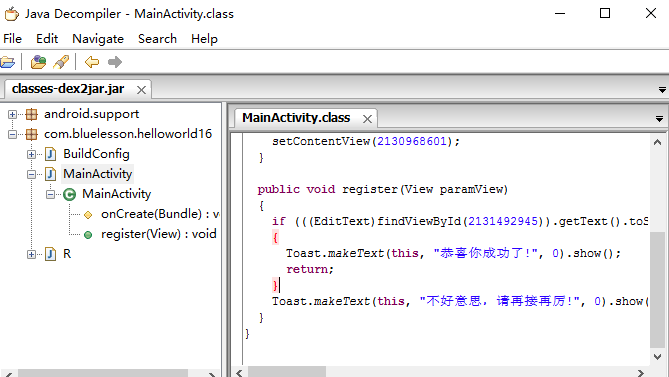 Java Decompiler - MainActivity.class
File Edit Navigate Search Help
classes-dex2jar.jar
android.support
com.bluelesson.helloworld16
BuildConfig
MainActivity
MainActivity
onCreate(Bundle) : v
register(View) : void
R
MainActivity.class
setContentView(2130968601);
}
public void register(View paramView)
{
if (((EditText)findViewById(2131492945)).getText().toS
{
Toast.makeText(this, "恭喜你成功了!", 0).show();
return;
}
Toast.makeText(this, "不好意思，请再接再厉!", 0).show(
}
}